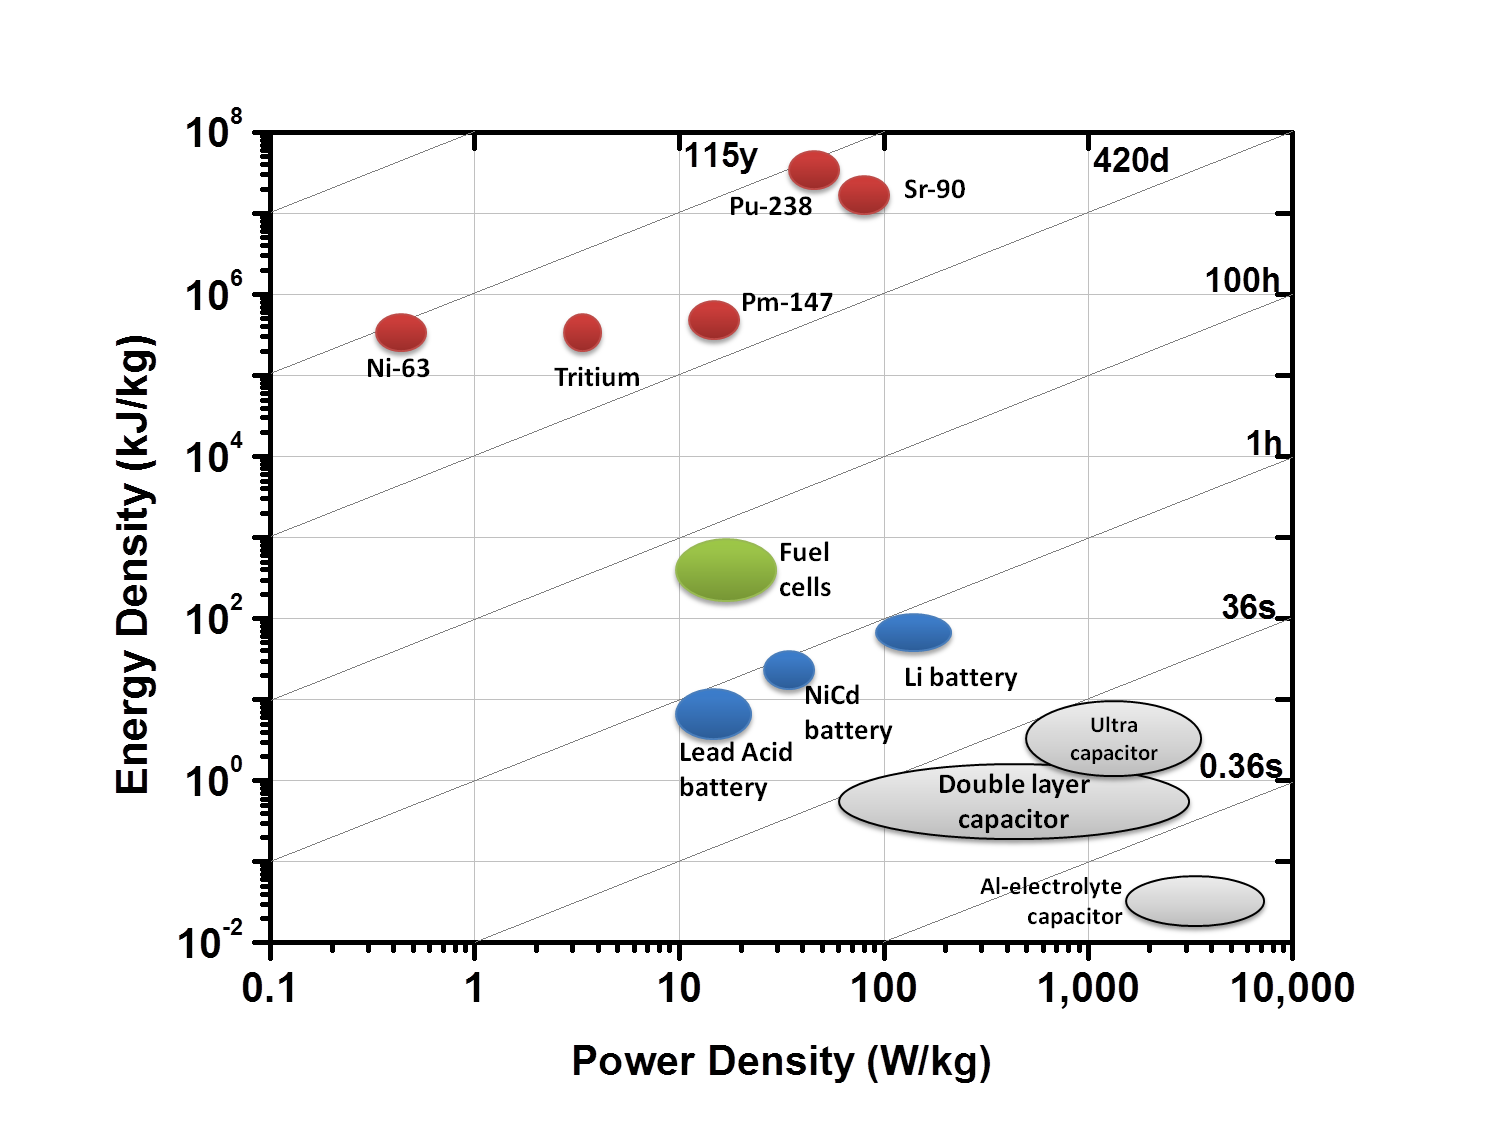 10^8
115y
420d
Pu-238
Sr-90
10^6
100h
Pm-147
Ni-63
Tritium
10^4
1h
Fuel
cells
10^2
36s
Li battery
NiCd
battery
Ultra
capacitor
Lead Acid
battery
10^0
0.36s
Double layer
capacitor
Al-electrolyte
capacitor
10^-2
0.1
1
10
100
1,000
10,000
Energy Density (kJ/kg)
Power Density (W/kg)